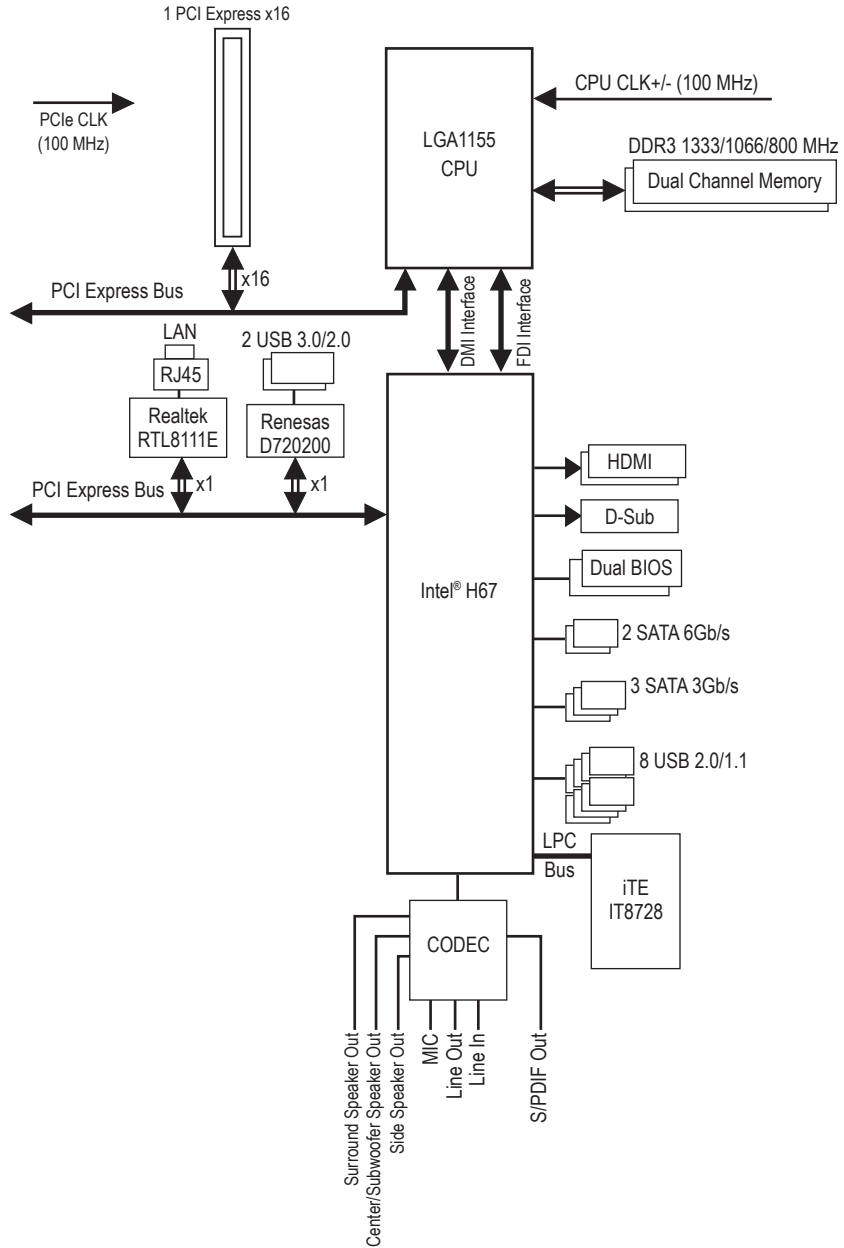 1 PCI Express x16
PCIe CLK
(100 MHz)
LGA1155
CPU
CPU CLK+/- (100 MHz)
DDR3 1333/1066/800 MHz
Dual Channel Memory
x16
PCI Express Bus
DMI Interface
FDI Interface
LAN
RJ45
Realtek
RTL8111E
2 USB 3.0/2.0
Renesas
D720200
x1
x1
PCI Express Bus
Intel® H67
HDMI
D-Sub
Dual BIOS
2 SATA 6Gb/s
3 SATA 3Gb/s
8 USB 2.0/1.1
LPC
Bus
iTE
IT8728
CODEC
Surround Speaker Out
Center/Subwoofer Speaker Out
Side Speaker Out
MIC
Line Out
Line In
S/PDIF Out